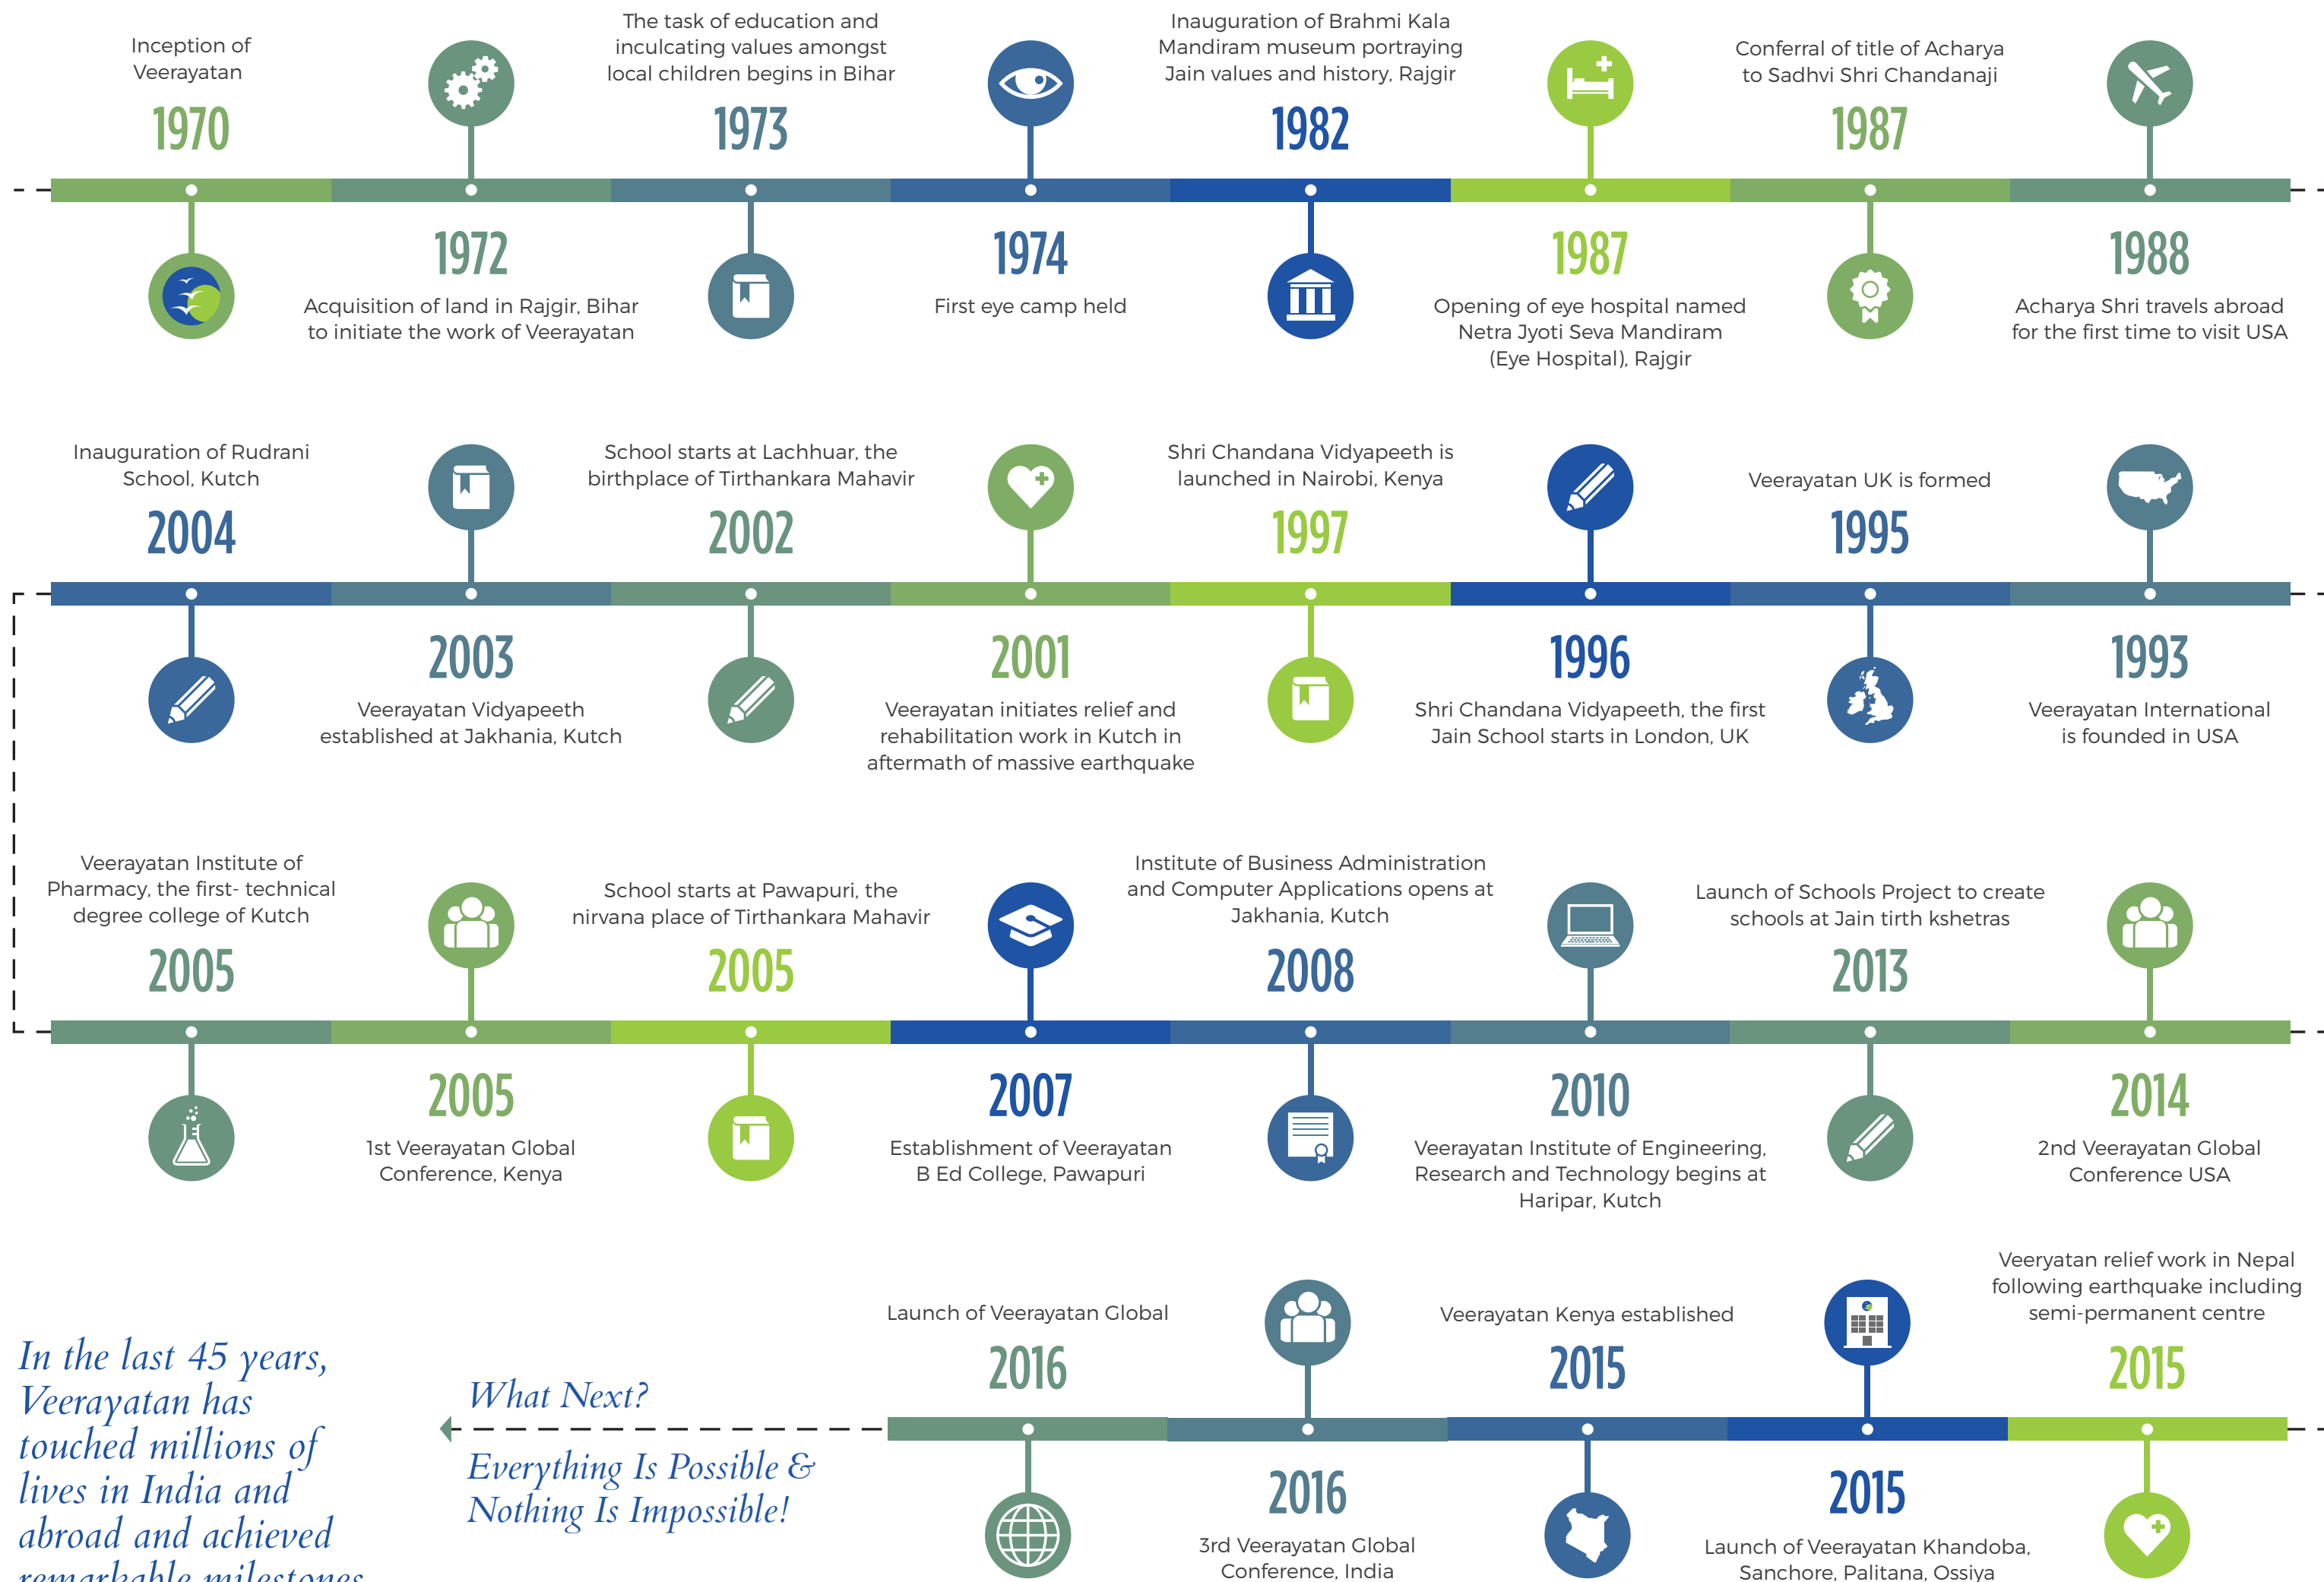 Inception of
Veerayatan
1970
1972
Acquisition of land in Rajgir, Bihar
to initiate the work of Veerayatan
The task of education and
inculcating values amongst
local children begins in Bihar
1973
1974
First eye camp held
Inauguration of Brahmi Kala
Mandiram museum portraying
Jain values and history, Rajgir
1982
1987
Opening of eye hospital named
Netra Jyoti Seva Mandiram
(Eye Hospital), Rajgir
Conferral of title of Acharya
to Sadhvi Shri Chandanaji
1987
1988
Acharya Shri travels abroad
for the first time to visit USA
Inauguration of Rudrani
School, Kutch
2004
2003
Veerayatan Vidyapeeth
established at Jakhania, Kutch
School starts at Lachhuar, the
birthplace of Tirthankara Mahavir
2002
2001
Veerayatan initiates relief and
rehabilitation work in Kutch in
aftermath of massive earthquake
Shri Chandana Vidyapeeth is
launched in Nairobi, Kenya
1997
1996
Shri Chandana Vidyapeeth, the first
Jain School starts in London, UK
Veerayatan UK is formed
1995
1993
Veerayatan International
is founded in USA
Veerayatan Institute of
Pharmacy, the first- technical
degree college of Kutch
2005
2005
1st Veerayatan Global
Conference, Kenya
School starts at Pawapuri, the
nirvana place of Tirthankara Mahavir
2005
2007
Establishment of Veerayatan
B Ed College, Pawapuri
Institute of Business Administration
and Computer Applications opens at
Jakhania, Kutch
2008
2010
Veerayatan Institute of Engineering,
Research and Technology begins at
Haripar, Kutch
Launch of Schools Project to create
schools at Jain tirth kshetras
2013
2014
2nd Veerayatan Global
Conference USA
In the last 45 years,
Veerayatan has
touched millions of
lives in India and
abroad and achieved
remarkable milestones
What Next?
Everything Is Possible &
Nothing Is Impossible!
Launch of Veerayatan Global
2016
2016
3rd Veerayatan Global
Conference, India
Veerayatan Kenya established
2015
2015
Launch of Veerayatan Khandoba,
Sanchore, Palitana, Ossiya
Veeryatan relief work in Nepal
following earthquake including
semi-permanent centre
2015